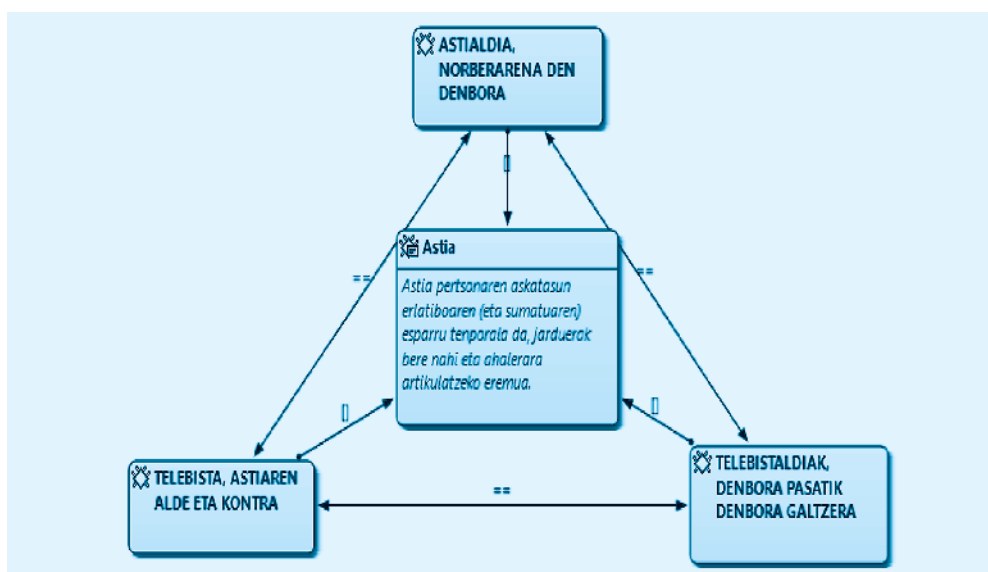 ASTIALDIA,
NORBERARENA DEN
DENBORA
[]
==
==
Astia
Astia pertsonaren askatasun
erlatiboaren (eta sumatuaren)
esparru tenporala da, jarduerak
bere nahi eta ahalerara
artikulatzeko eremua.
[]
[]
TELEBISTA, ASTIAREN
ALDE ETA KONTRA
==
TELEBISTALDIAK,
DENBORA PASATIK
DENBORA GALTZERA